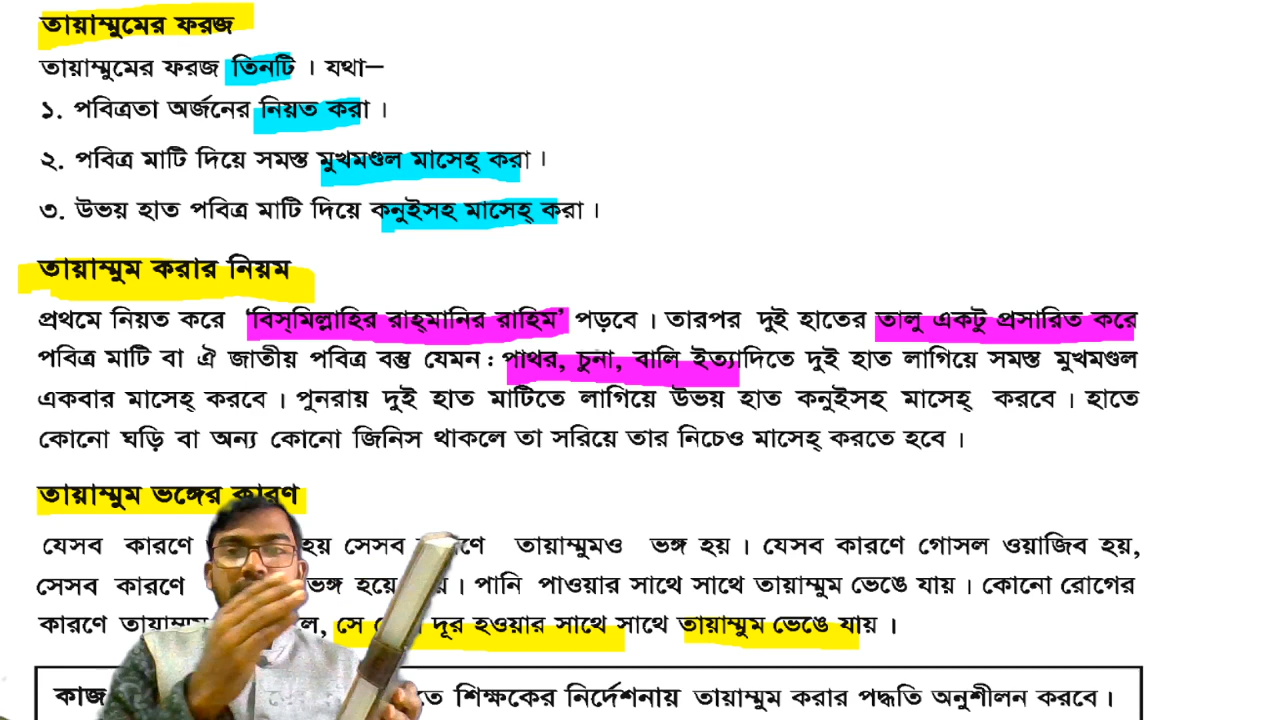 তায়াম্মুমের ফরজ
তায়াম্মুমের ফরজ তিনটি । যথা—
১. পবিত্রতা অর্জনের নিয়ত করা ।
২. পবিত্র মাটি দিয়ে সমস্ত মুখমণ্ডল মাসেহ্ করা ।
৩. উভয় হাত পবিত্র মাটি দিয়ে কনুইসহ মাসেহ্ করা ।
তায়াম্মুম করার নিয়ম
প্রথমে নিয়ত করে ‘বিস্‌মিল্লাহির রাহ্‌মানির রাহিম’ পড়বে । তারপর দুই হাতের তালু একটু প্রসারিত করে
পবিত্র মাটি বা ঐ জাতীয় পবিত্র বস্তু যেমন : পাথর, চুনা, বালি ইত্যাদিতে দুই হাত লাগিয়ে সমস্ত মুখমণ্ডল
একবার মাসেহ্ করবে । পুনরায় দুই হাত মাটিতে লাগিয়ে উভয় হাত কনুইসহ মাসেহ্ করবে । হাতে
কোনো ঘড়ি বা অন্য কোনো জিনিস থাকলে তা সরিয়ে তার নিচেও মাসেহ্ করতে হবে ।
তায়াম্মুম ভঙ্গের কারণ
যেসব কারণে হয় সেসব তায়াম্মুমও ভঙ্গ হয় । যেসব কারণে গোসল ওয়াজিব হয়,
সেসব কারণে ভঙ্গ হয়ে । পানি পাওয়ার সাথে সাথে তায়াম্মুম ভেঙে যায় । কোনো রোগের
কারণে সে দূর হওয়ার সাথে সাথে তায়াম্মুম ভেঙে যায় ।
কাজ শিক্ষকের নির্দেশনায় তায়াম্মুম করার পদ্ধতি অনুশীলন করবে ।